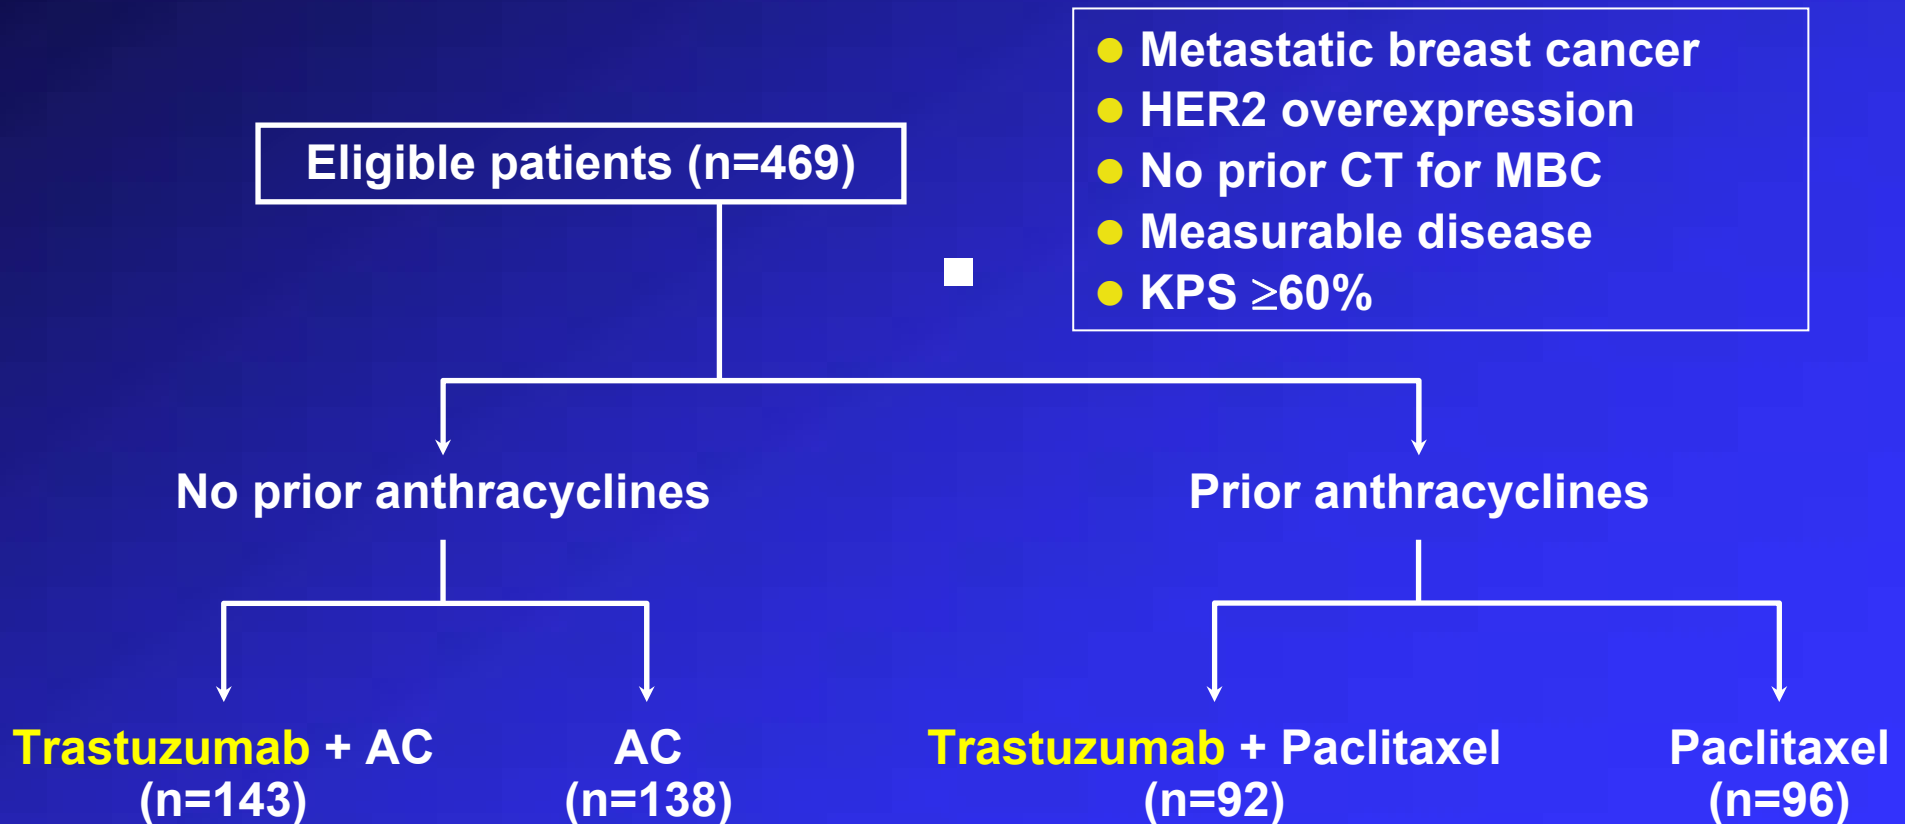 ● Metastatic breast cancer
● HER2 overexpression
● No prior CT for MBC
● Measurable disease
● KPS ≥60%
Eligible patients (n=469)
No prior anthracyclines
Prior anthracyclines
Trastuzumab + AC
(n=143)
AC
(n=138)
Trastuzumab + Paclitaxel
(n=92)
Paclitaxel
(n=96)